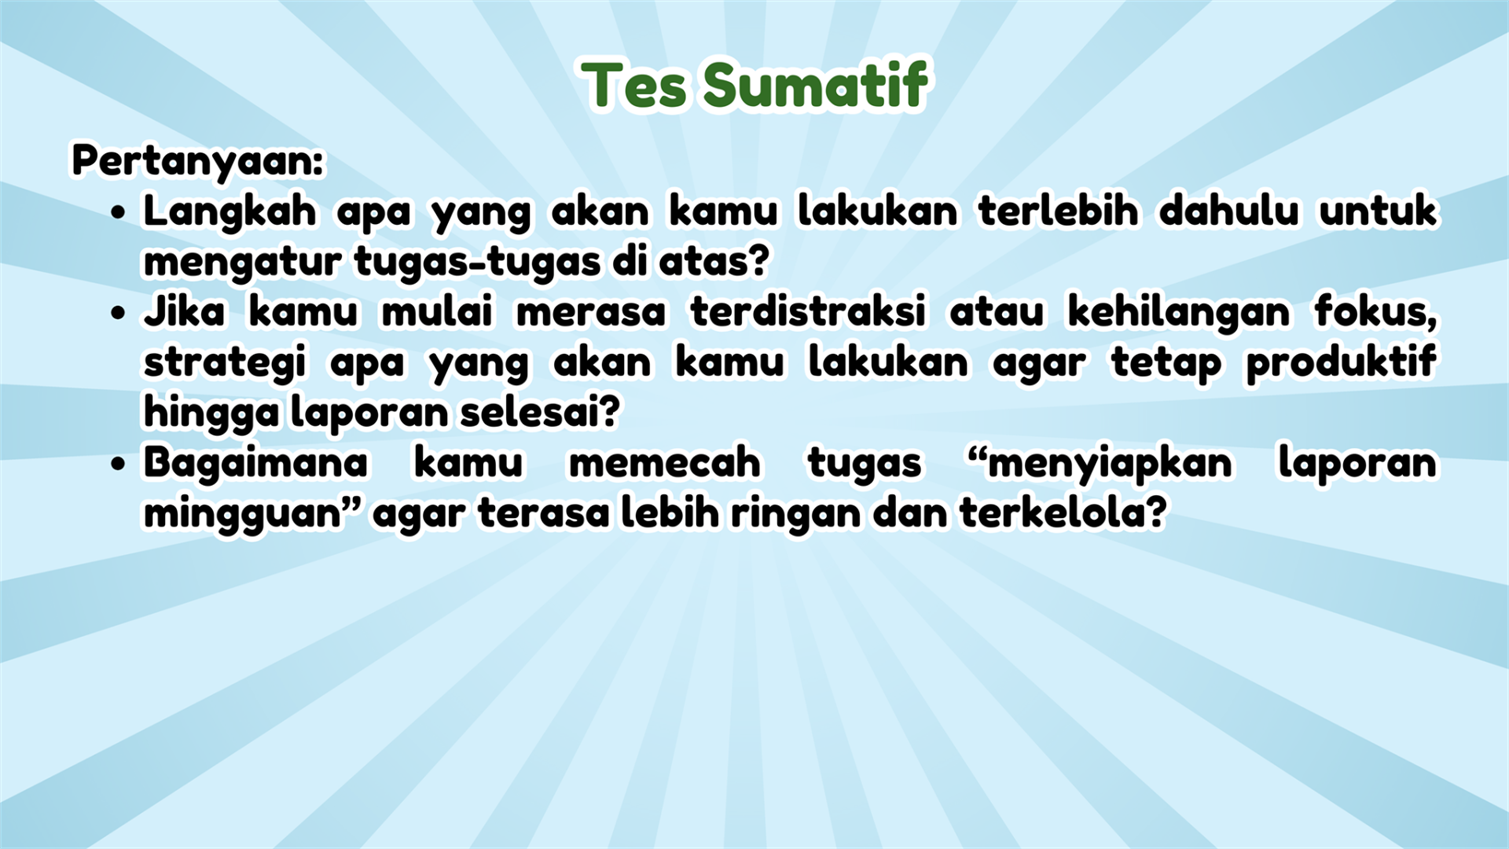 Tes Sumatif
Pertanyaan:
• Langkah apa yang akan kamu lakukan terlebih dahulu untuk
mengatur tugas-tugas di atas?
• Jika kamu mulai merasa terdistraksi atau kehilangan fokus,
strategi apa yang akan kamu lakukan agar tetap produktif
hingga laporan selesai?
• Bagaimana kamu memecah tugas “menyiapkan laporan
mingguan” agar terasa lebih ringan dan terkelola?